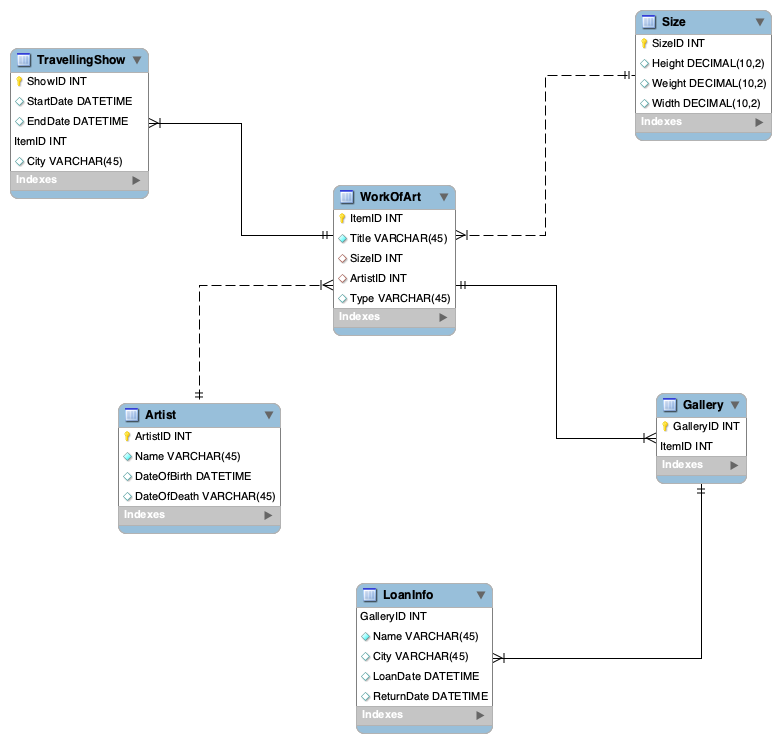 Size
SizeID INT
Height DECIMAL(10,2)
Weight DECIMAL(10,2)
Width DECIMAL(10,2)
Indexes
TravellingShow
ShowID INT
StartDate DATETIME
EndDate DATETIME
ItemID INT
City VARCHAR(45)
Indexes
WorkOfArt
ItemID INT
Title VARCHAR(45)
SizeID INT
ArtistID INT
Type VARCHAR(45)
Indexes
Artist
ArtistID INT
Name VARCHAR(45)
DateOfBirth DATETIME
DateOfDeath VARCHAR(45)
Indexes
Gallery
GalleryID INT
ItemID INT
Indexes
LoanInfo
GalleryID INT
Name VARCHAR(45)
City VARCHAR(45)
LoanDate DATETIME
ReturnDate DATETIME
Indexes